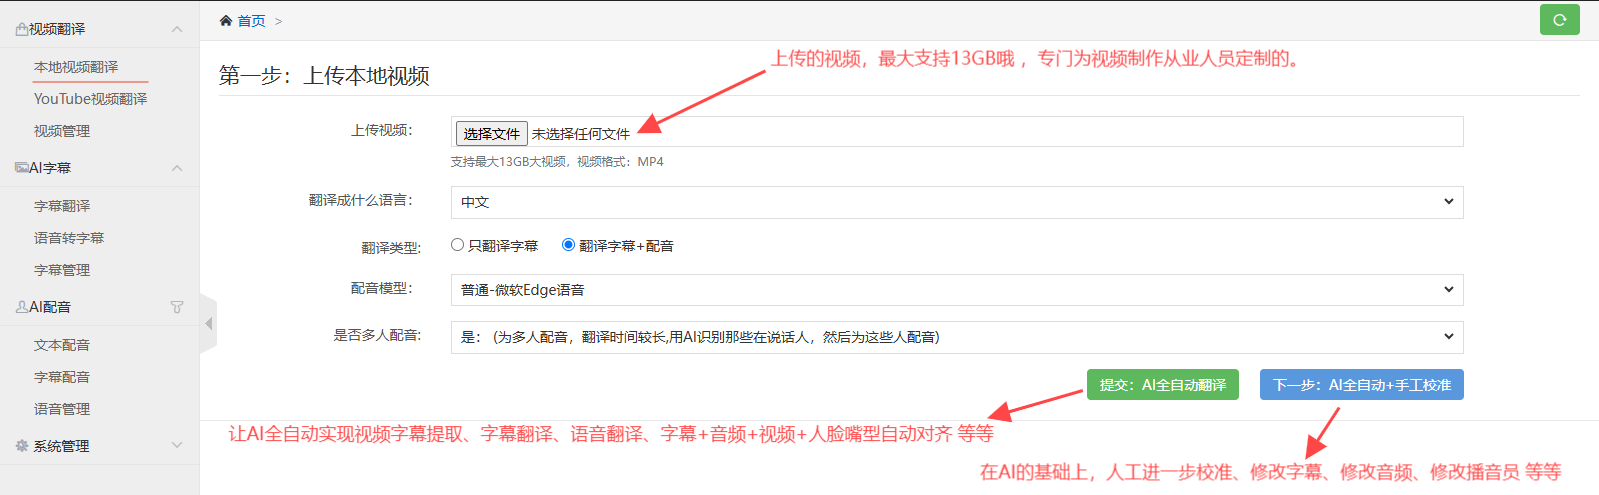 视频翻译
本地视频翻译
YouTube视频翻译
视频管理
AI字幕
字幕翻译
语音转字幕
字幕管理
AI配音
文本配音
字幕配音
语音管理
系统管理
首页 >
第一步：上传本地视频
上传的视频，最大支持13GB哦 ，专门为视频制作从业人员定制的。
上传视频：
选择文件 未选择任何文件
支持最大13GB大视频，视频格式：MP4
翻译成什么语言：
中文
翻译类型:
只翻译字幕 翻译字幕+配音
配音模型：
普通-微软Edge语音
是否多人配音:
是： (为多人配音，翻译时间较长,用AI识别那些在说话人，然后为这些人配音)
提交：AI全自动翻译 下一步：AI全自动+手工校准
让AI全自动实现视频字幕提取、字幕翻译、语音翻译、字幕+音频+视频+人脸嘴型自动对齐 等等
在AI的基础上，人工进一步校准、修改字幕、修改音频、修改播音员 等等